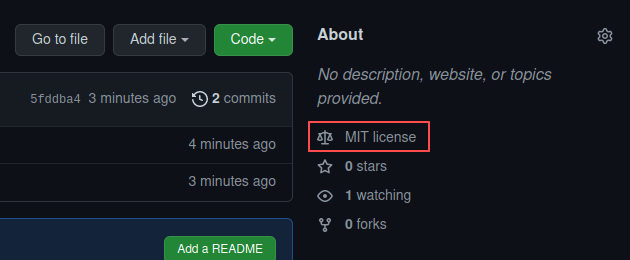 Go to file
Add file
Code
5fddba4 3 minutes ago 2 commits
4 minutes ago
3 minutes ago
Add a README
About
No description, website, or topics
provided.
MIT license
0 stars
1 watching
0 forks